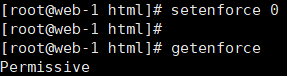 [root@web-1 html]# setenforce 0
[root@web-1 html]#
[root@web-1 html]# getenforce
Permissive